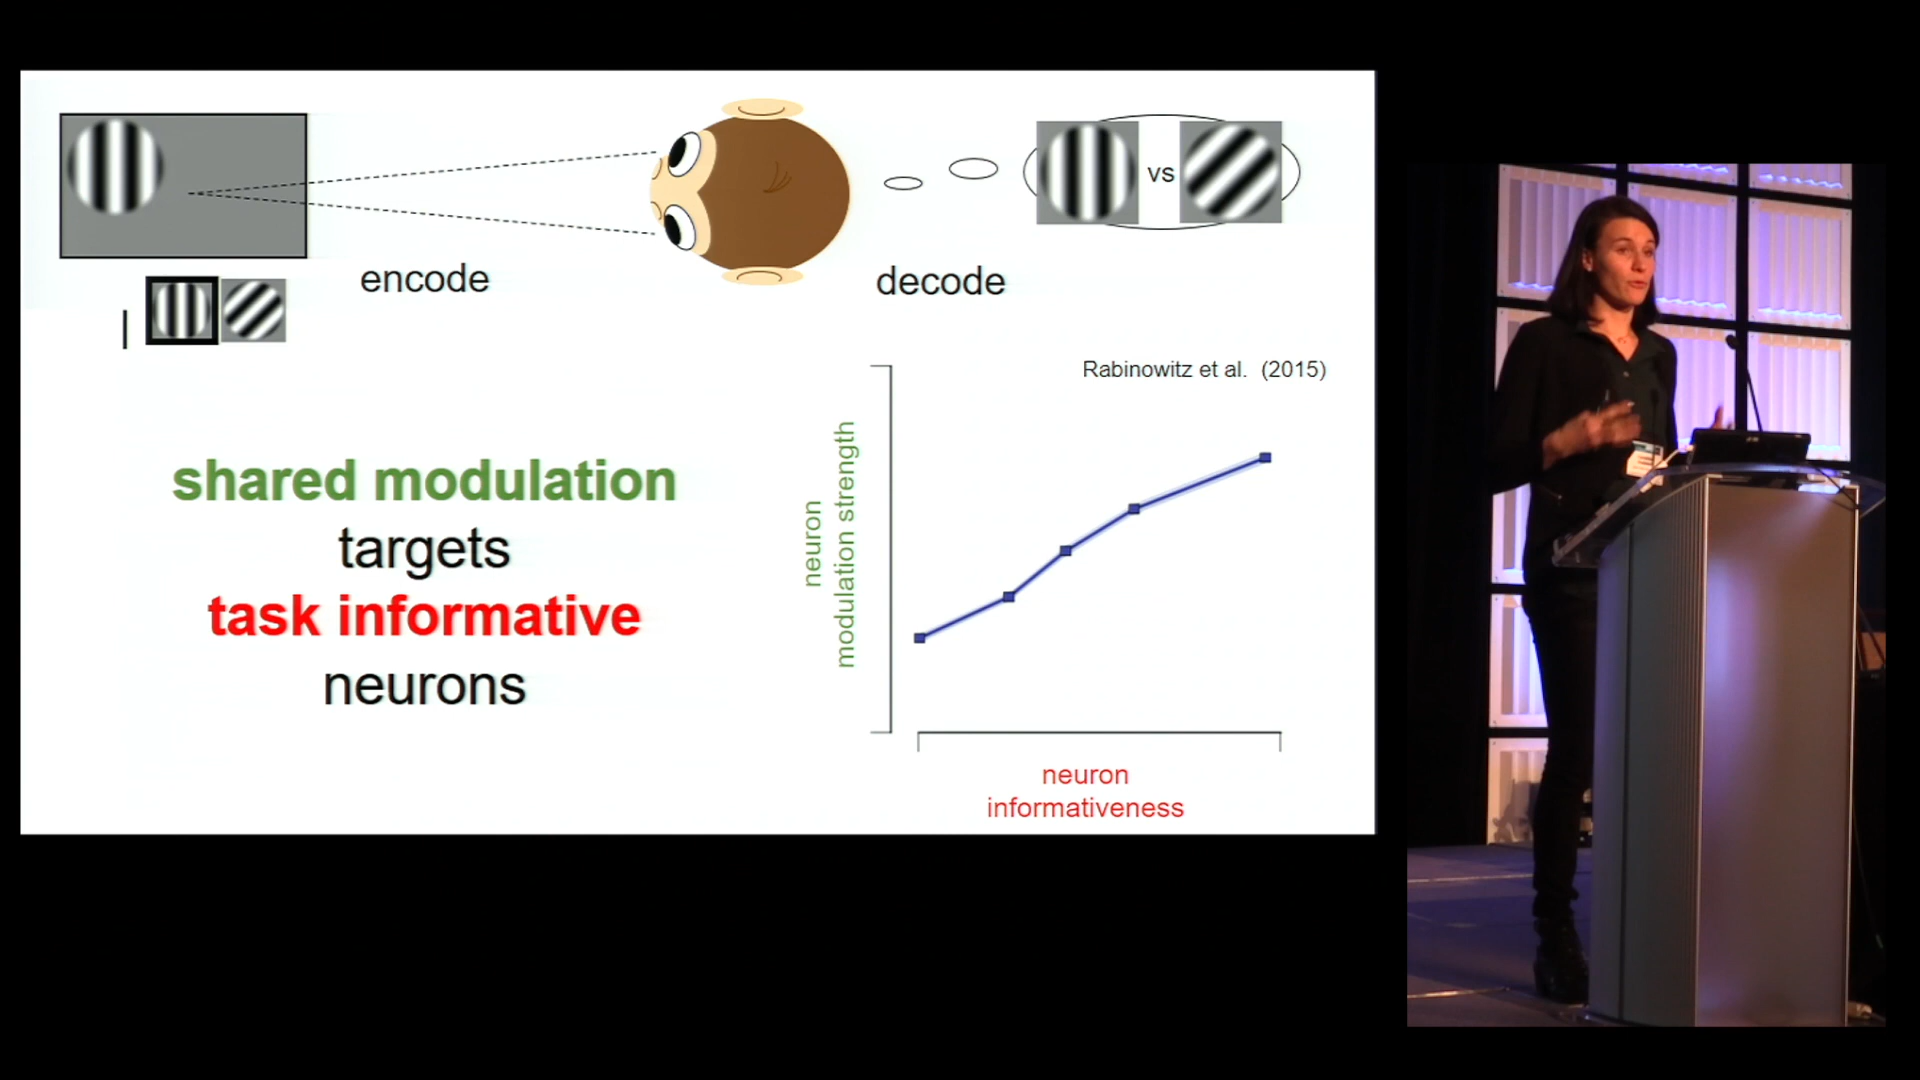 vs
encode
decode
Rabinowitz et al. (2015)
shared modulation
targets
task informative
neurons
neuron
modulation strength
neuron
informativeness